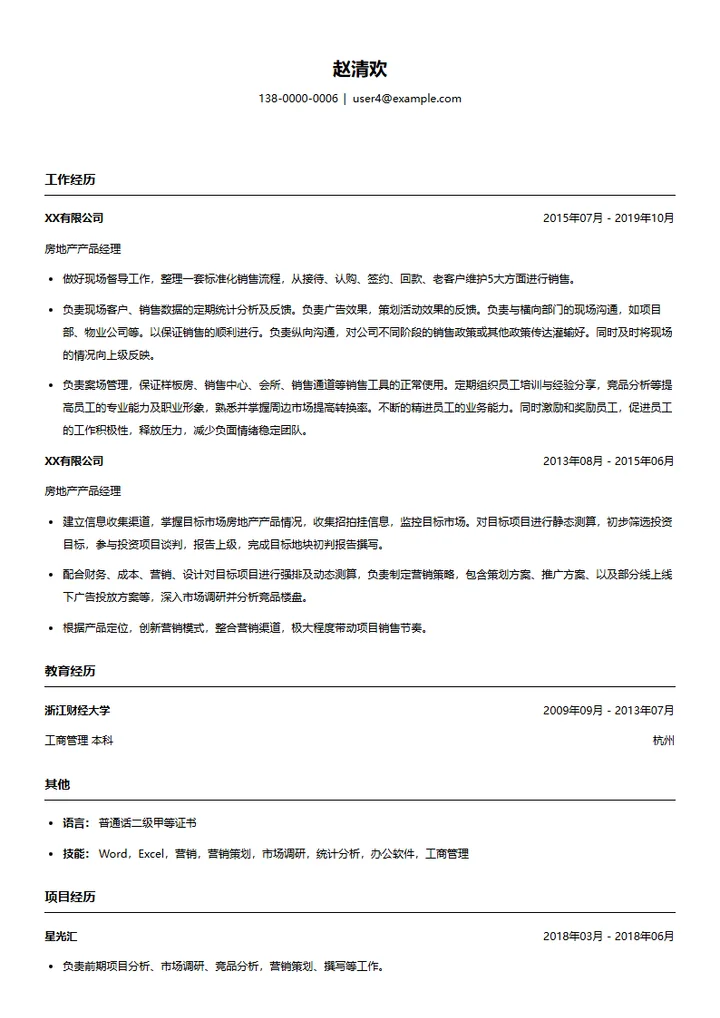 赵清欢
138-0000-0006 | user4@example.com
工作经历
XX有限公司 2015年07月 - 2019年10月
房地产产品经理
• 做好现场督导工作，整理一套标准化销售流程，从接待、认购、签约、回款、老客户维护5大方面进行销售。
• 负责现场客户、销售数据的定期统计分析及反馈。负责广告效果，策划活动效果的反馈。负责与横向部门的现场沟通，如项目
部、物业公司等。以保证销售的顺利进行。负责纵向沟通，对公司不同阶段的销售政策或其他政策传达灌输好。同时及时将现场
的情况向上级反映。
• 负责案场管理，保证样板房、销售中心、会所、销售通道等销售工具的正常使用。定期组织员工培训与经验分享，竞品分析等提
高员工的专业能力及职业形象，熟悉并掌握周边市场提高转换率。不断的精进员工的业务能力。同时激励和奖励员工，促进员工
的工作积极性，释放压力，减少负面情绪稳定团队。
XX有限公司 2013年08月 - 2015年06月
房地产产品经理
• 建立信息收集渠道，掌握目标市场房地产产品情况，收集招拍挂信息，监控目标市场。对目标项目进行静态测算，初步筛选投资
目标，参与投资项目谈判，报告上级，完成目标地块初判报告撰写。
• 配合财务、成本、营销、设计对目标项目进行强排及动态测算，负责制定营销策略，包含策划方案、推广方案、以及部分线上线
下广告投放方案等，深入市场调研并分析竞品楼盘。
• 根据产品定位，创新营销模式，整合营销渠道，极大程度带动项目销售节奏。
教育经历
浙江财经大学 2009年09月 - 2013年07月
工商管理 本科 杭州
其他
• 语言： 普通话二级甲等证书
• 技能： Word，Excel，营销，营销策划，市场调研，统计分析，办公软件，工商管理
项目经历
星光汇 2018年03月 - 2018年06月
• 负责前期项目分析、市场调研、竞品分析，营销策划、撰写等工作。